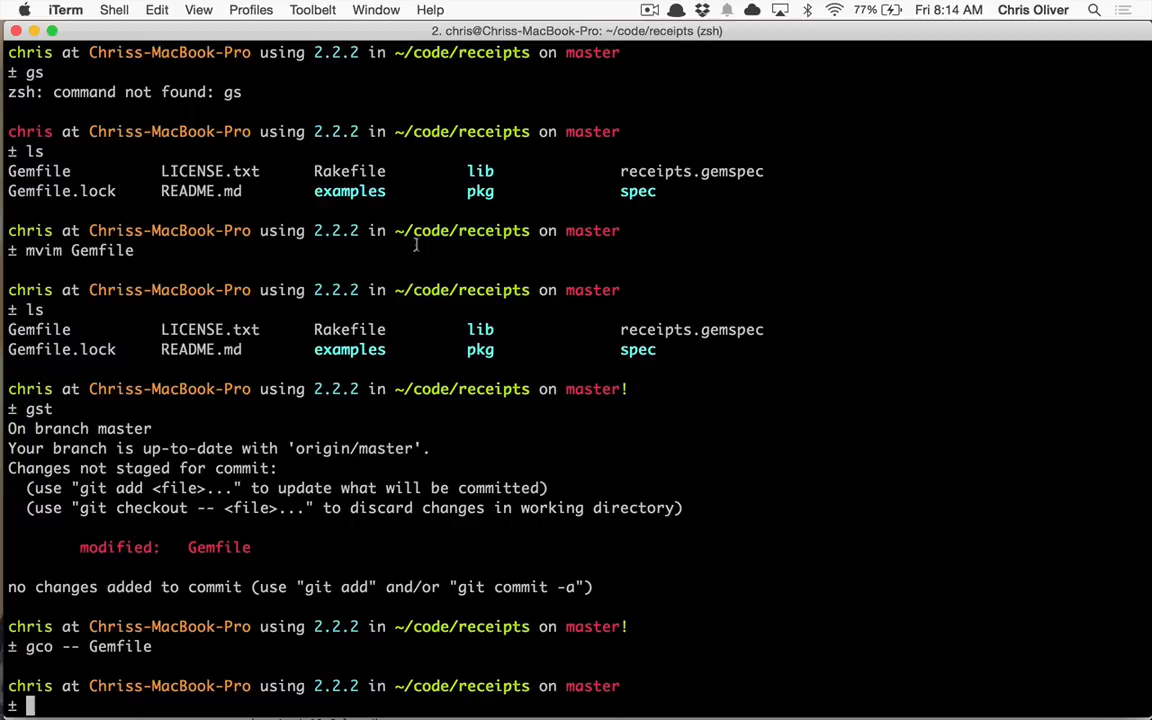 iTerm Shell Edit View Profiles Toolbelt Window Help 77% Fri 8:14 AM Chris Oliver
2. chris@Chriss-MacBook-Pro: ~/code/receipts (zsh)
chris at Chriss-MacBook-Pro using 2.2.2 in ~/code/receipts on master
± gs
zsh: command not found: gs
chris at Chriss-MacBook-Pro using 2.2.2 in ~/code/receipts on master
± ls
Gemfile LICENSE.txt Rakefile lib receipts.gemspec
Gemfile.lock README.md examples pkg spec
chris at Chriss-MacBook-Pro using 2.2.2 in ~/code/receipts on master
± mvim Gemfile
chris at Chriss-MacBook-Pro using 2.2.2 in ~/code/receipts on master
± ls
Gemfile LICENSE.txt Rakefile lib receipts.gemspec
Gemfile.lock README.md examples pkg spec
chris at Chriss-MacBook-Pro using 2.2.2 in ~/code/receipts on master!
± gst
On branch master
Your branch is up-to-date with 'origin/master'.
Changes not staged for commit:
(use "git add <file>..." to update what will be committed)
(use "git checkout -- <file>..." to discard changes in working directory)
modified: Gemfile
no changes added to commit (use "git add" and/or "git commit -a")
chris at Chriss-MacBook-Pro using 2.2.2 in ~/code/receipts on master!
± gco -- Gemfile
chris at Chriss-MacBook-Pro using 2.2.2 in ~/code/receipts on master
±